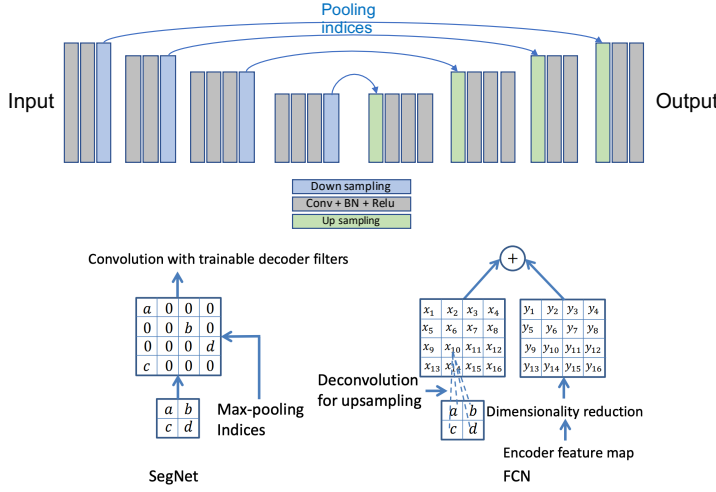 Pooling
indices
Input
Output
Down sampling
Conv + BN + Relu
Up sampling
Convolution with trainable decoder filters
+
a 0 0 0
0 0 b 0
0 0 0 d
c 0 0 0
x1 x2 x3 x4
x5 x6 x7 x8
x9 x10 x11 x12
x13 x15 x16
y1 y2 y3 y4
y5 y6 y7 y8
y9 y10 y11 y12
y13 y14 y15 y16
a b
c d
Max-pooling
Indices
Deconvolution
for upsampling
a b
c d
Dimensionality reduction
Encoder feature map
SegNet
FCN